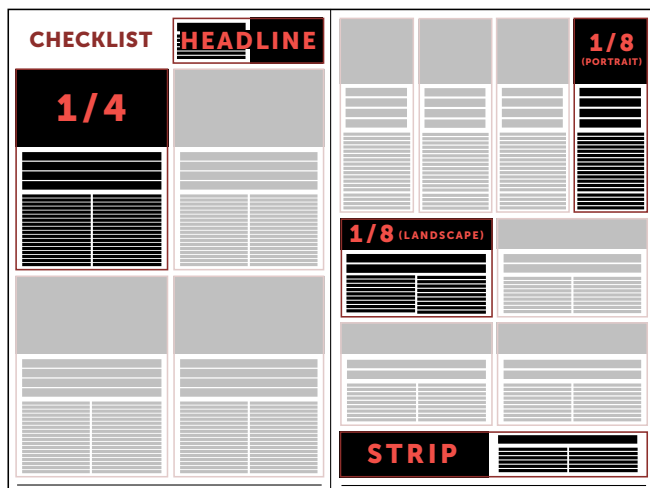 CHECKLIST
HEADLINE
1/4
1/8
(PORTRAIT)
1/8 (LANDSCAPE)
STRIP